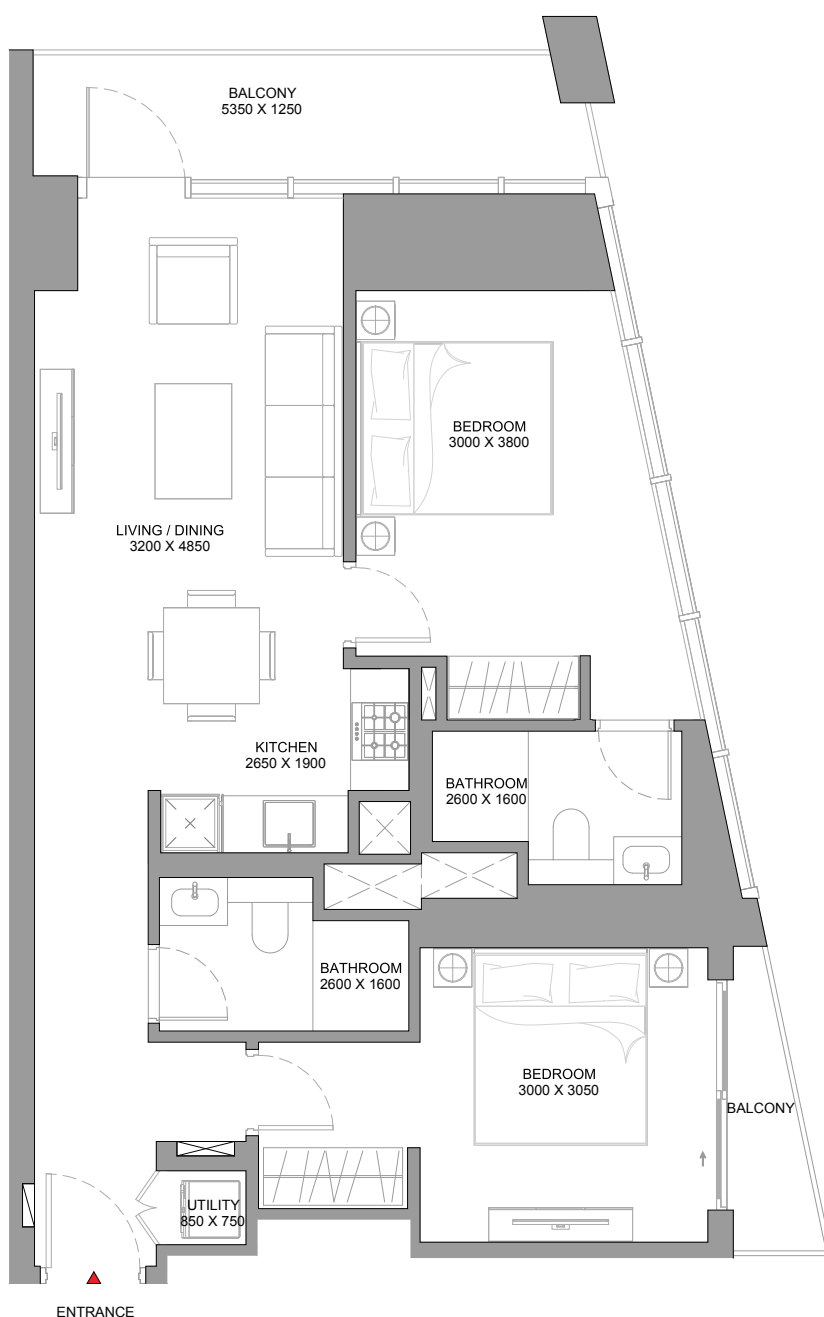 BALCONY
5350 X 1250
BEDROOM
3000 X 3800
LIVING / DINING
3200 X 4850
KITCHEN
2650 X 1900
BATHROOM
2600 X 1600
BATHROOM
2600 X 1600
BEDROOM
3000 X 3050
BALCONY
UTILITY
850 X 750
ENTRANCE